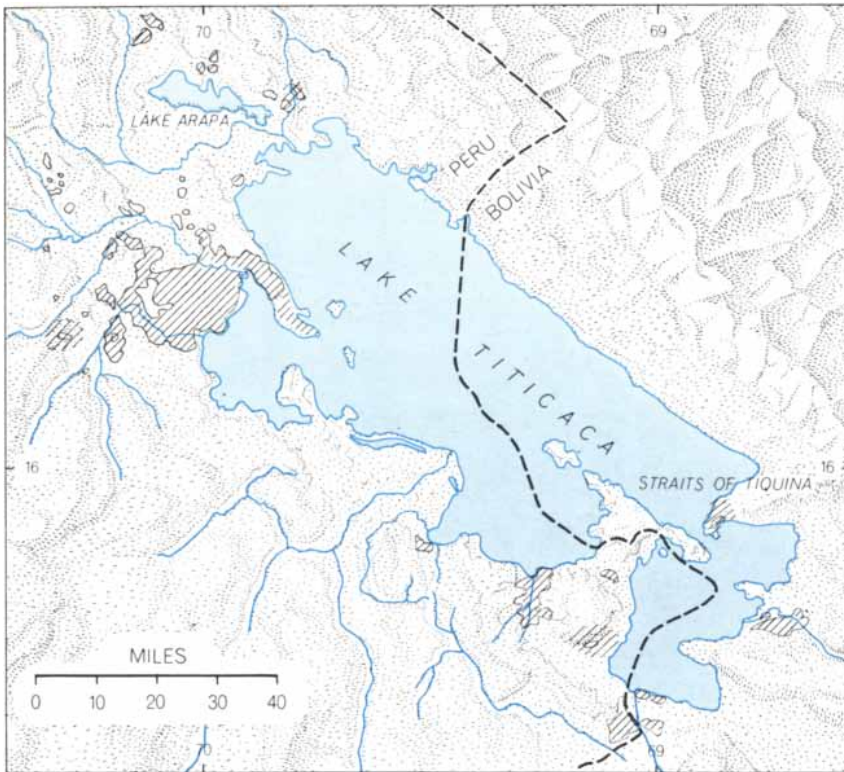 70
69
LAKE ARAPA
PERU
BOLIVIA
LAKE
TITICACA
16
STRAITS OF TIQUINA
16
MILES
0 10 20 30 40
70
69